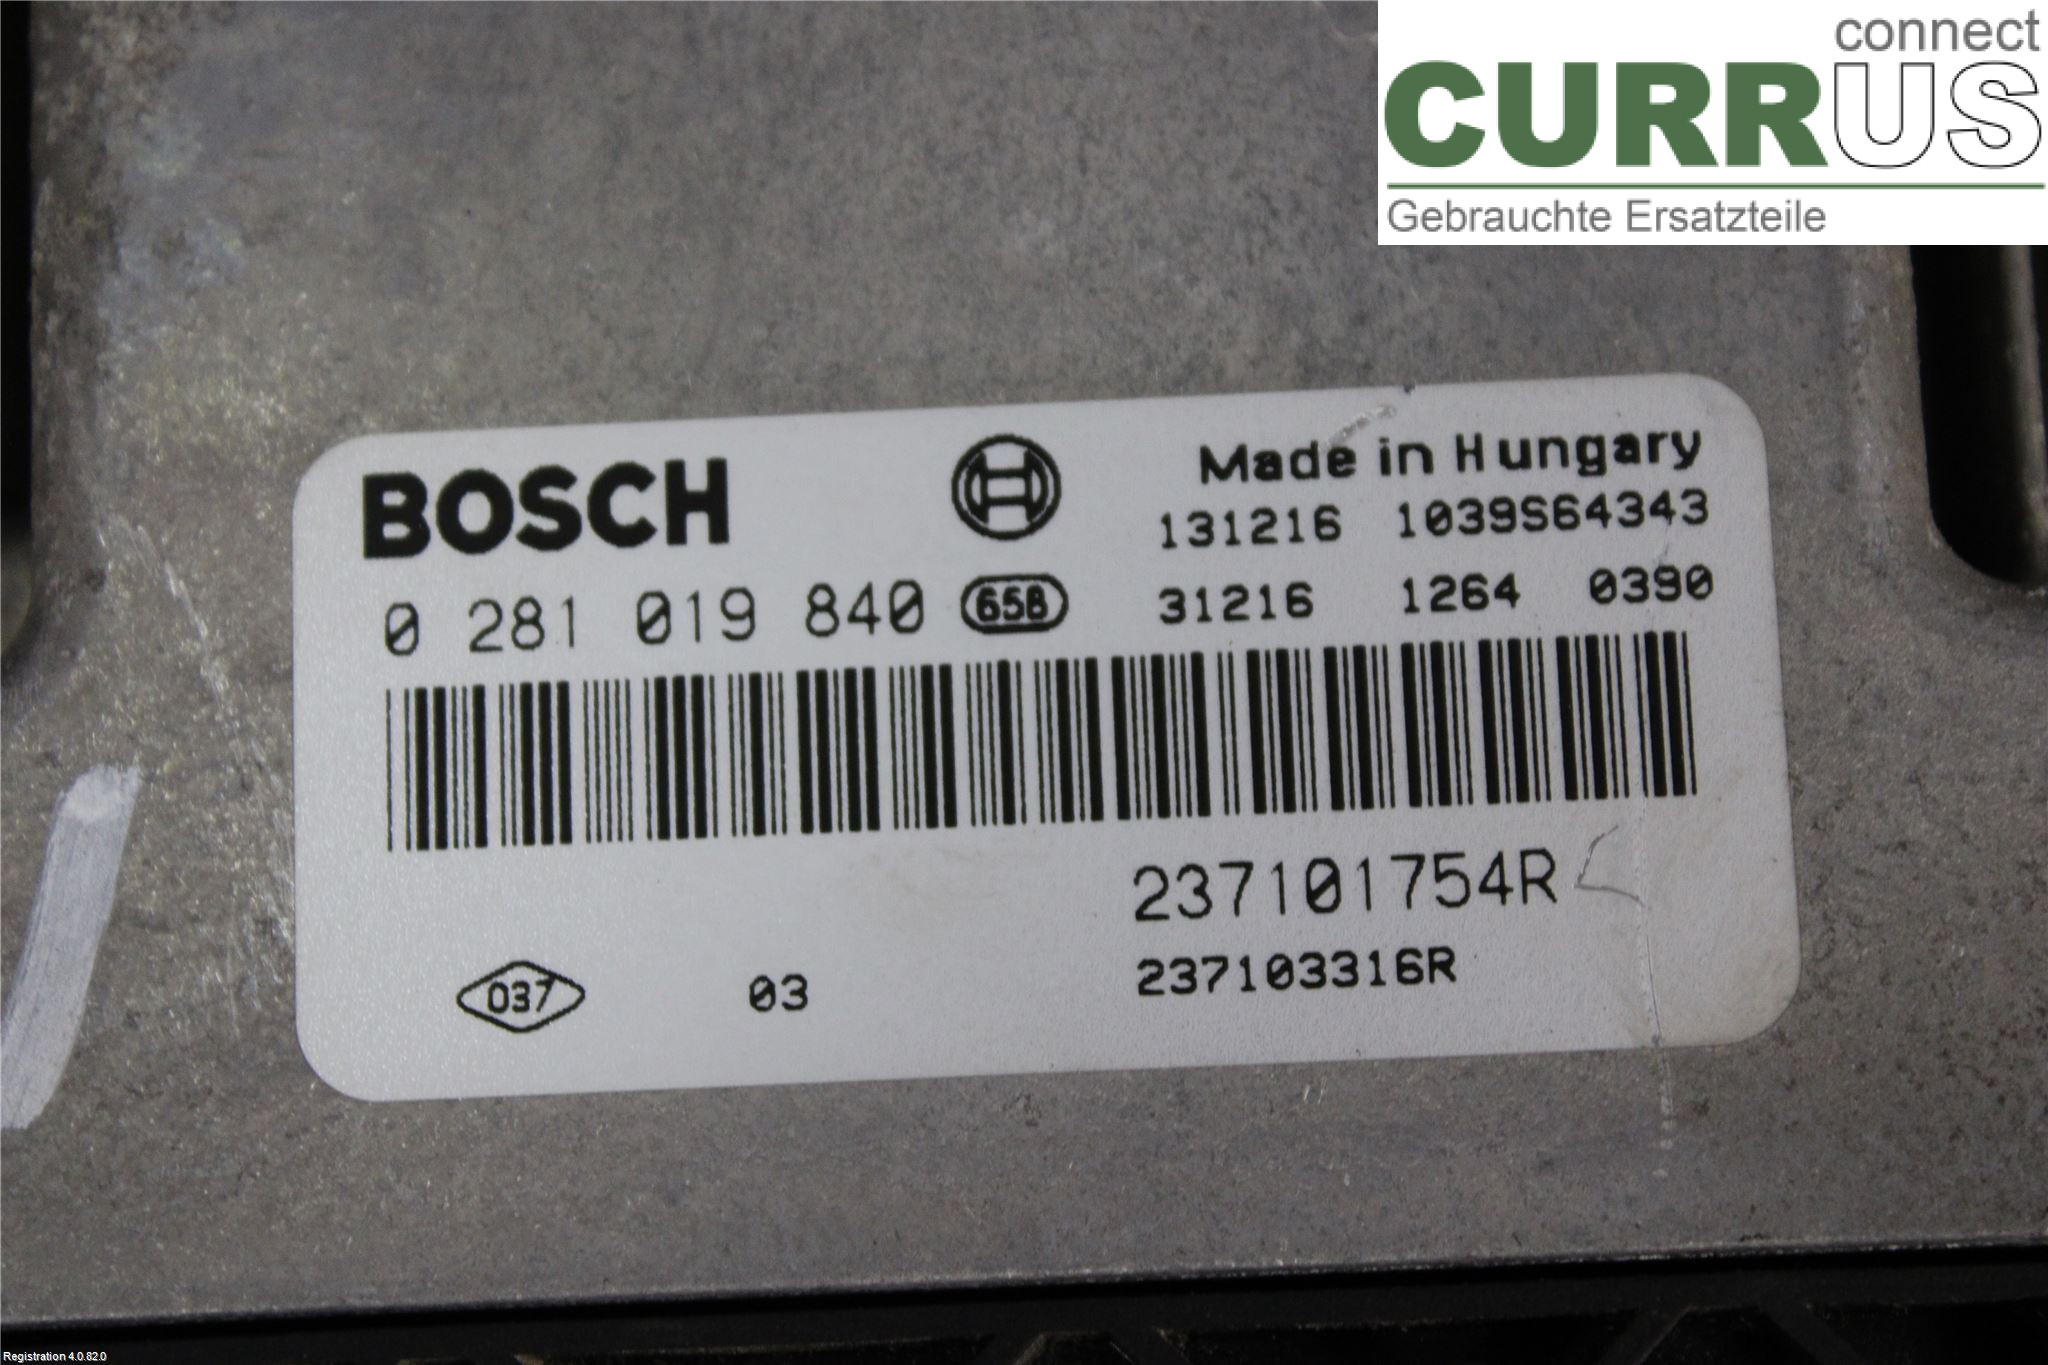 connect
CURRUS
Gebrauchte Ersatzteile
BOSCH
Made in Hungary
131216 1039S64343
0 281 019 840 658 31216 1264 0390
237101754R
037 03 237103316R
Registration 4.0.82.0